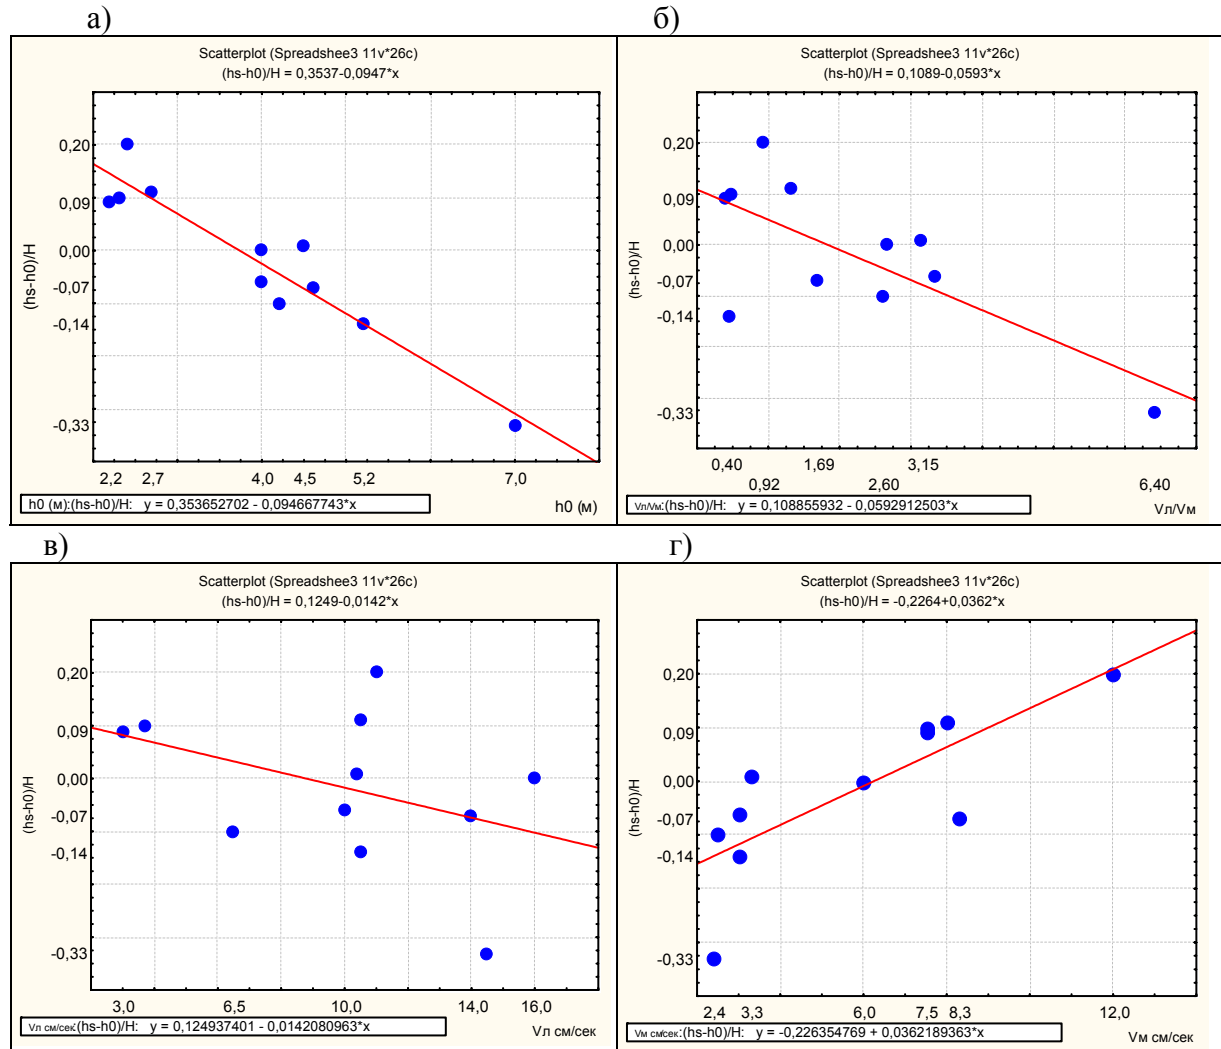 а)
Scatterplot (Spreadshee3 11v*26c)
(hs-h0)/H = 0,3537-0,0947*x
(hs-h0)/H
0,20
0,09
0,00
-0,07
-0,14
-0,33
2,2 2,7 4,0 4,5 5,2 7,0
h0 (м):(hs-h0)/H: y = 0,353652702 - 0,094667743*x
h0 (м)
б)
Scatterplot (Spreadshee3 11v*26c)
(hs-h0)/H = 0,1089-0,0593*x
(hs-h0)/H
0,20
0,09
0,00
-0,07
-0,14
-0,33
0,40 1,69 3,15
0,92 2,60 6,40
Vл/Vм:(hs-h0)/H: y = 0,108855932 - 0,0592912503*x
Vл/Vм
в)
Scatterplot (Spreadshee3 11v*26c)
(hs-h0)/H = 0,1249-0,0142*x
(hs-h0)/H
0,20
0,09
0,00
-0,07
-0,14
-0,33
3,0 6,5 10,0 14,0 16,0
Vл см/сек:(hs-h0)/H: y = 0,124937401 - 0,0142080963*x
Vл см/сек
г)
Scatterplot (Spreadshee3 11v*26c)
(hs-h0)/H = -0,2264+0,0362*x
(hs-h0)/H
0,20
0,09
0,00
-0,07
-0,14
-0,33
2,4 3,3 6,0 7,5 8,3 12,0
Vм см/сек:(hs-h0)/H: y = -0,226354769 + 0,0362189363*x
Vм см/сек